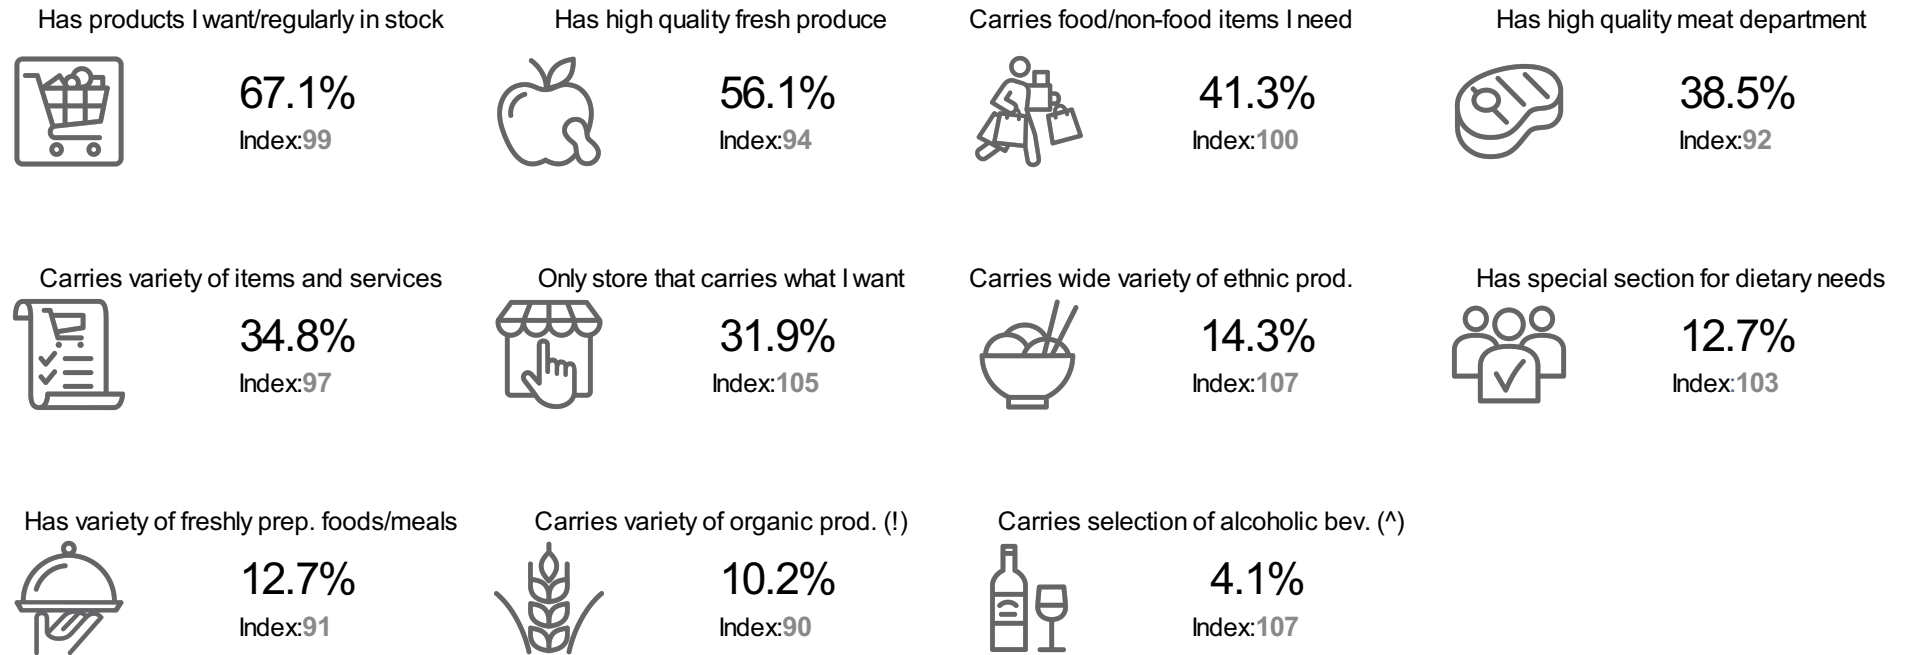 Has products I want/regularly in stock
67.1%
Index:99
Has high quality fresh produce
56.1%
Index:94
Carries food/non-food items I need
41.3%
Index:100
Has high quality meat department
38.5%
Index:92
Carries variety of items and services
34.8%
Index:97
Only store that carries what I want
31.9%
Index:105
Carries wide variety of ethnic prod.
14.3%
Index:107
Has special section for dietary needs
12.7%
Index:103
Has variety of freshly prep. foods/meals
12.7%
Index:91
Carries variety of organic prod. (!)
10.2%
Index:90
Carries selection of alcoholic bev. (^)
4.1%
Index:107